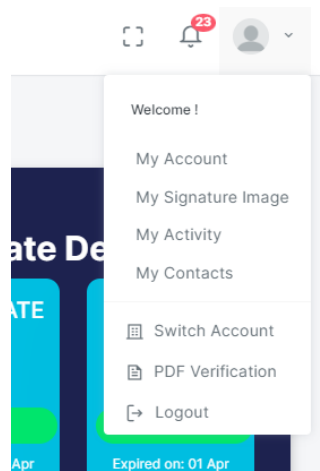 23
Welcome !
My Account
My Signature Image
My Activity
My Contacts
ate De
ATE
Switch Account
PDF Verification
Logout
Apr
Expired on: 01 Apr